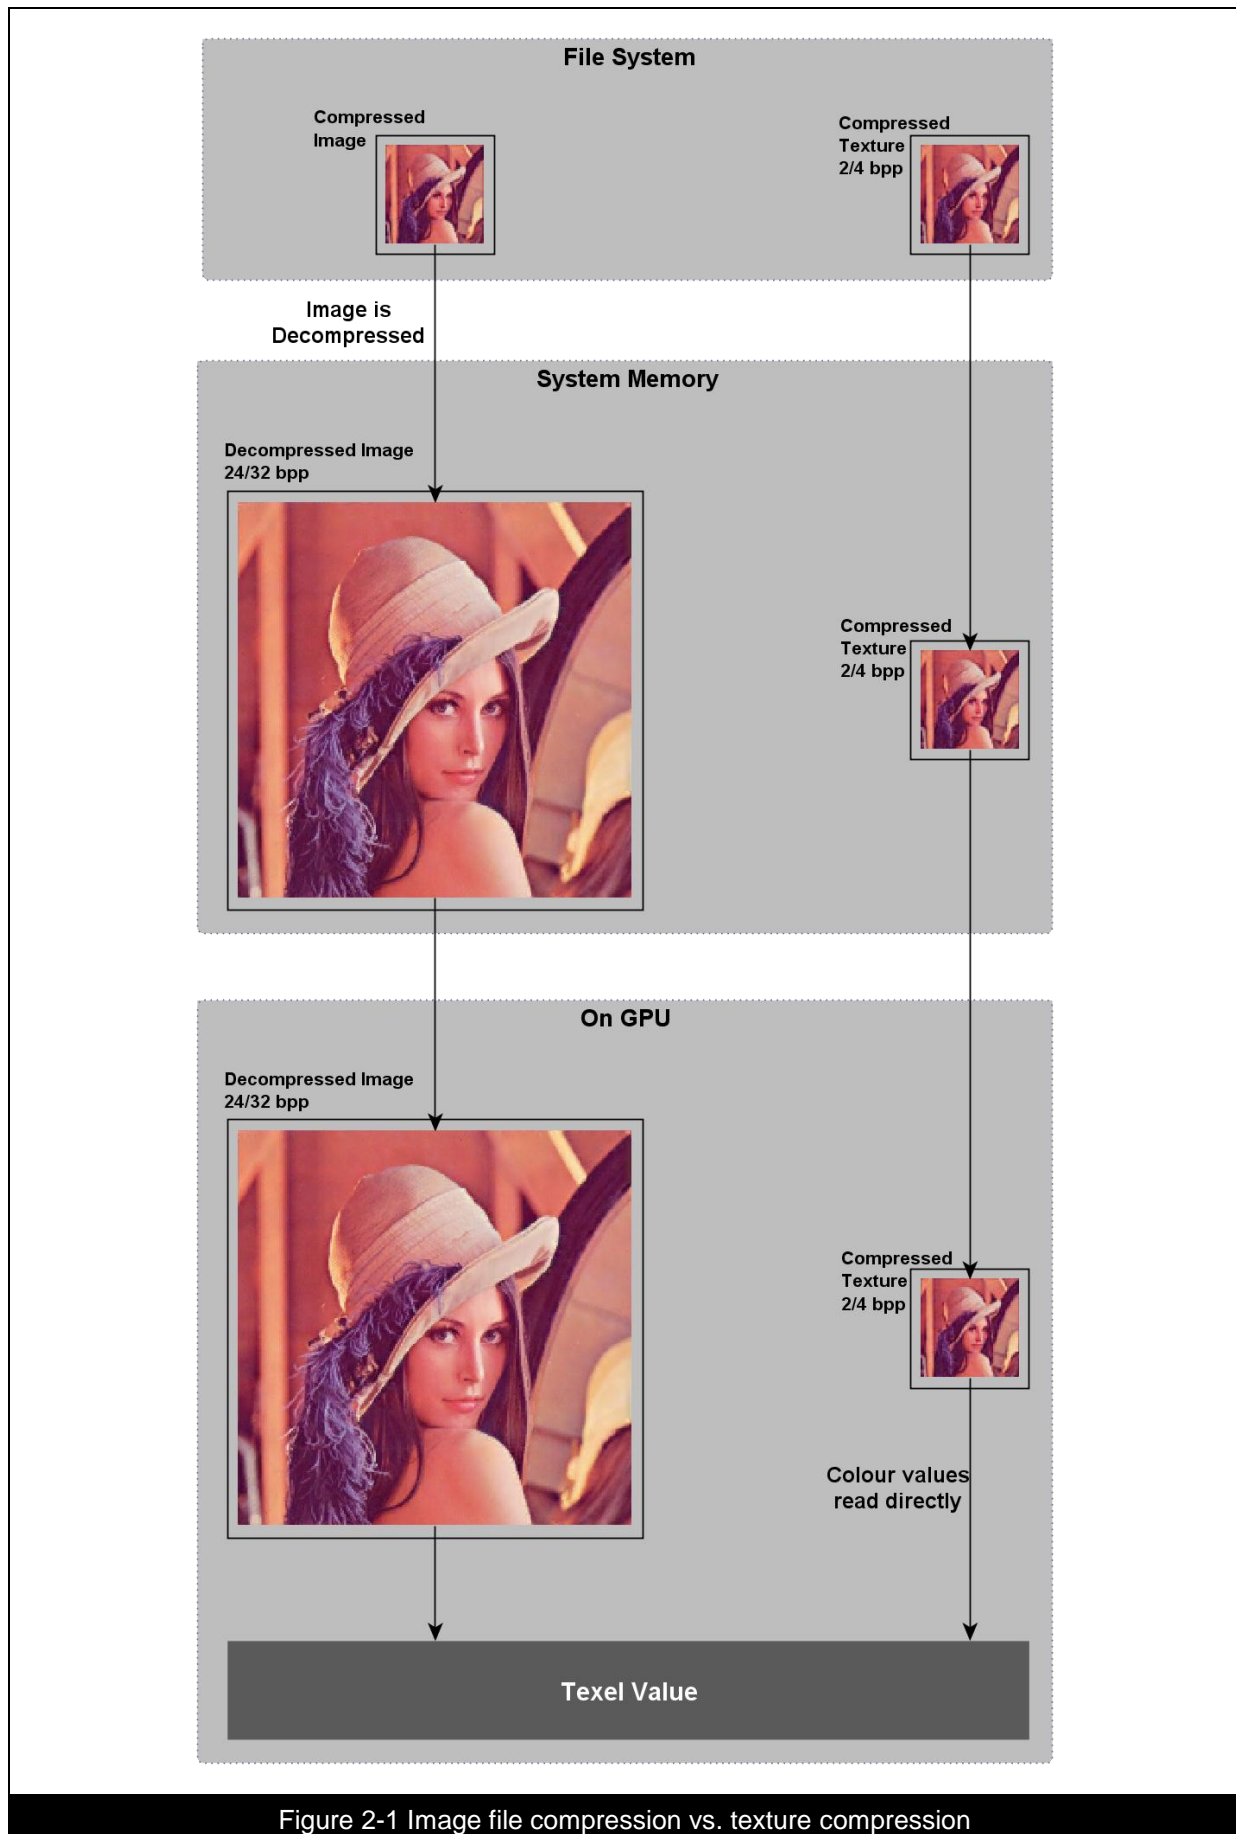 File System
Compressed
Image
Compressed
Texture
2/4 bpp
Image is
Decompressed
System Memory
Decompressed Image
24/32 bpp
Compressed
Texture
2/4 bpp
On GPU
Decompressed Image
24/32 bpp
Compressed
Texture
2/4 bpp
Colour values
read directly
Texel Value
Figure 2-1 Image file compression vs. texture compression